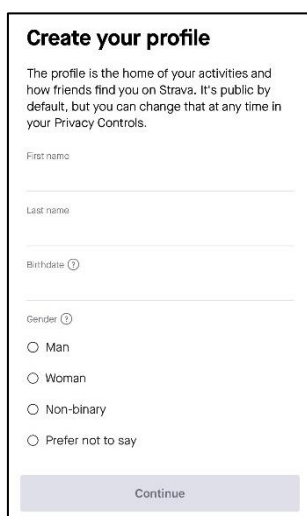 Create your profile
The profile is the home of your activities and
how friends find you on Strava. It's public by
default, but you can change that at any time in
your Privacy Controls.
First name
Last name
Birthdate ?
Gender ?
Man
Woman
Non-binary
Prefer not to say
Continue